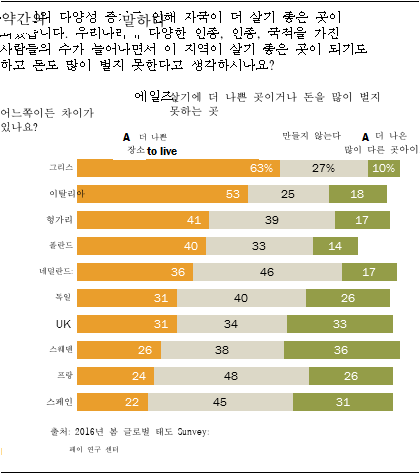 약간의 다양성 증 인해 자국이 더 살기 좋은 곳이
말하다
습니다. 우리나라 다양한 인종, 인종, 국적을 가진
사람들의 수가 늘어나면서 이 지역이 살기 좋은 곳이 되기도
하고 돈도 많이 벌지 못한다고 생각하시나요?
에일즈 살기에 더 나쁜 곳이거나 돈을 많이 벌지
못하는 곳
어느쪽이든 차이가
있나요?
A 더 나쁜
장소 to live
만들지 않는다
A 더 나은
많이 다른 곳아이
그리스 63% 27% 10%
이탈리아 53 25 18
헝가리 41 39 17
폴란드 40 33 14
네덜란드: 36 46 17
독일 31 40 26
UK 31 34 33
스웨덴 26 38 36
프랑 24 48 26
스페인 22 45 31
출처: 2016년 봄 글로벌 태도 Sunvey:
퓨이 연구 센터